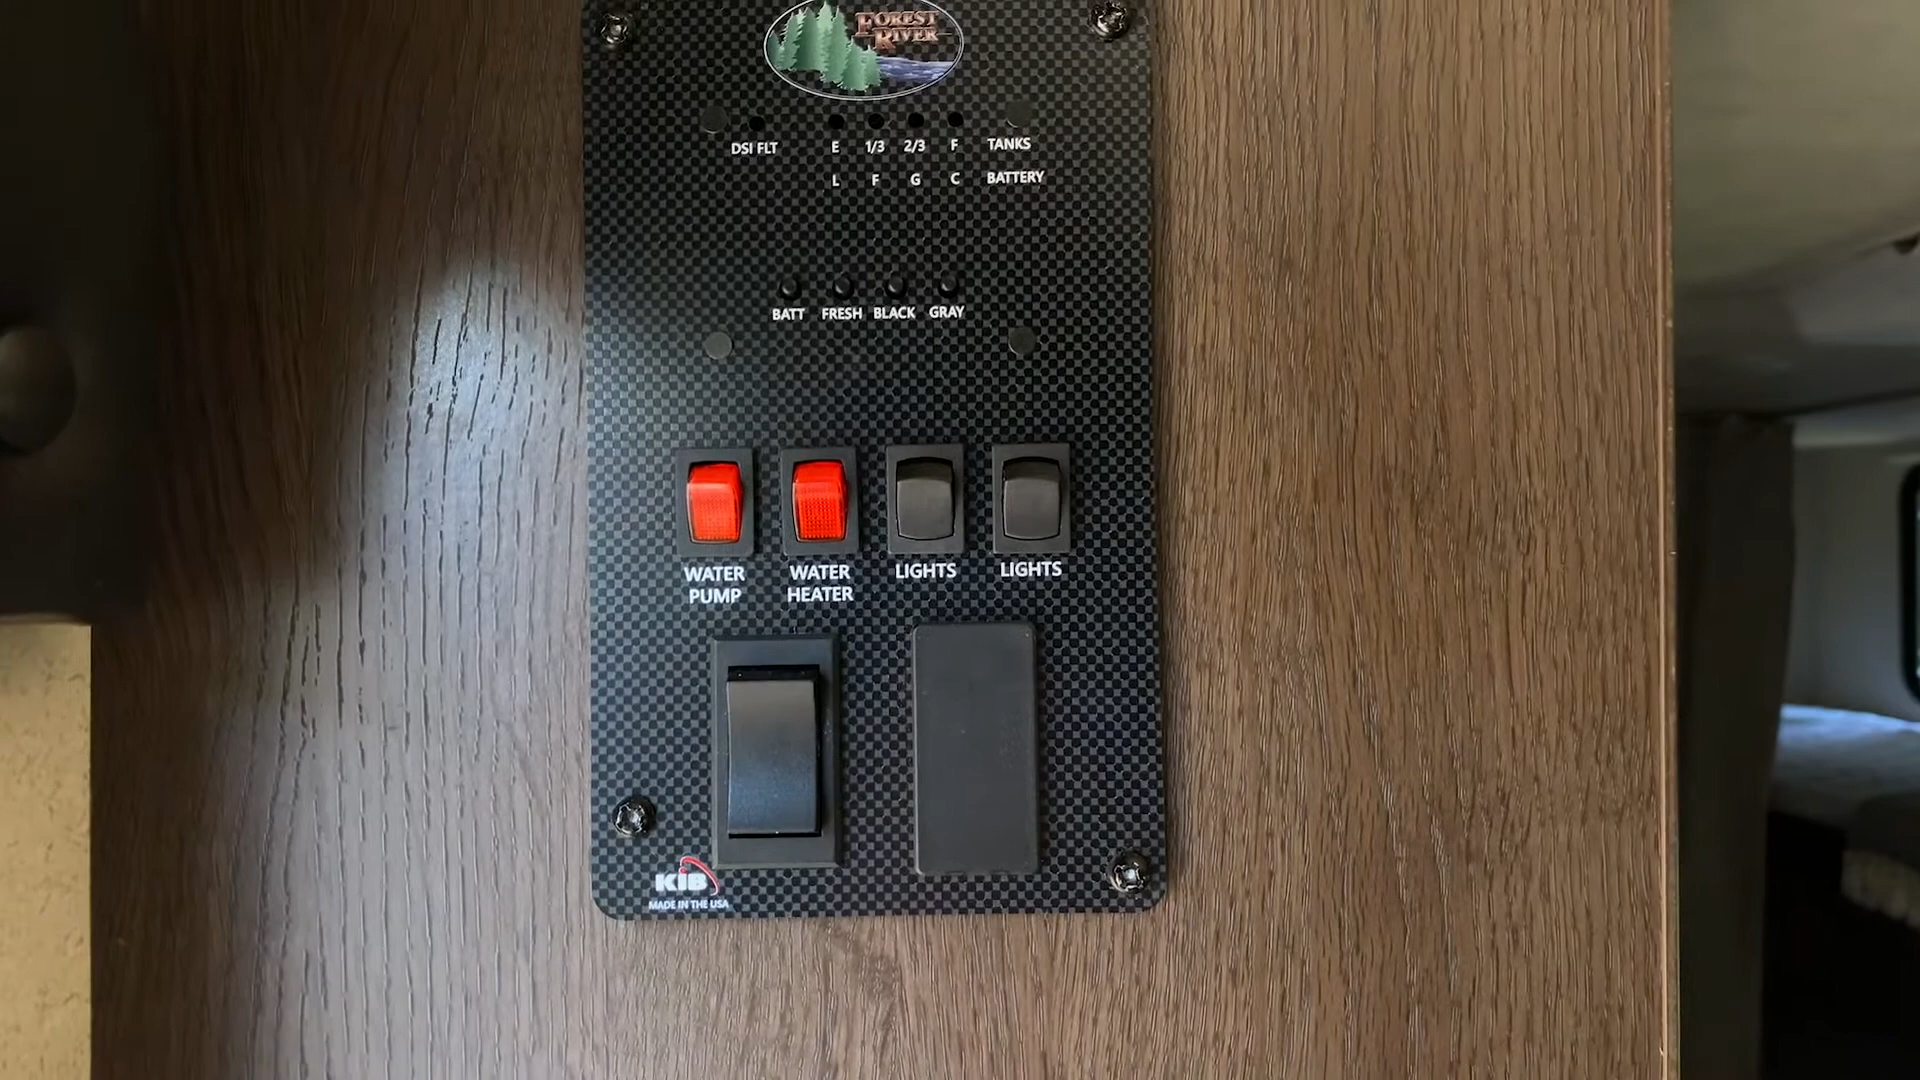 FOREST
RIVER
DSI FLT E 1/3 2/3 F TANKS
L F G C BATTERY
BATT FRESH BLACK GRAY
WATER PUMP
WATER HEATER
LIGHTS
LIGHTS
KIB
MADE IN THE USA